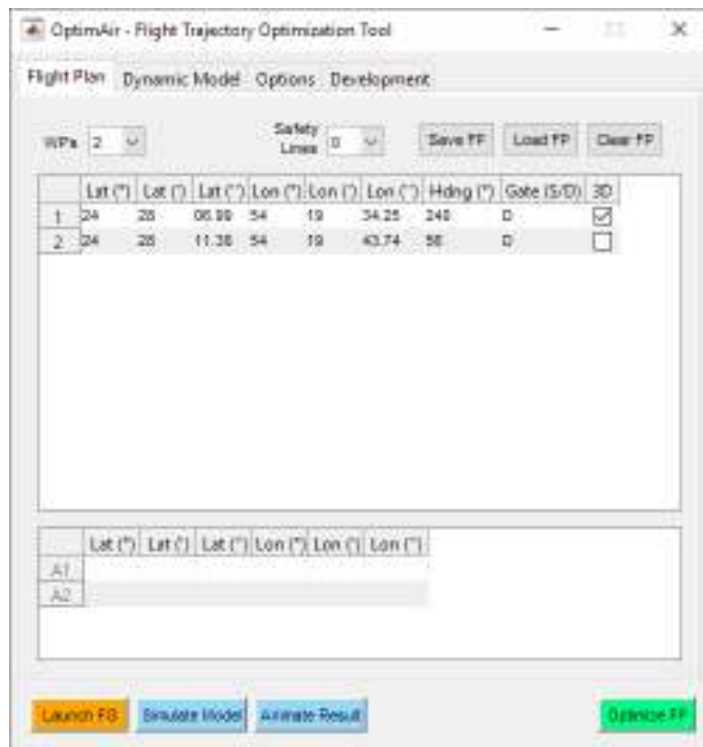 OptimAir - Flight Trajectory Optimization Tool
Flight Plan Dynamic Model Options Development
WPs 2 Safety Lines 0 Save FP Load FP Clear FP
Lat (°) Lat (') Lat (") Lon (°) Lon (') Lon (") Hdng (°) Gate (S/D) 3D
1 24 28 06.99 54 19 34.25 D
2 24 28 11.38 54 19 43.74 D
Lat (°) Lat (') Lat (") Lon (°) Lon (') Lon (")
A1
A2
Launch FG Simulate Model Animate Result Optimize FP